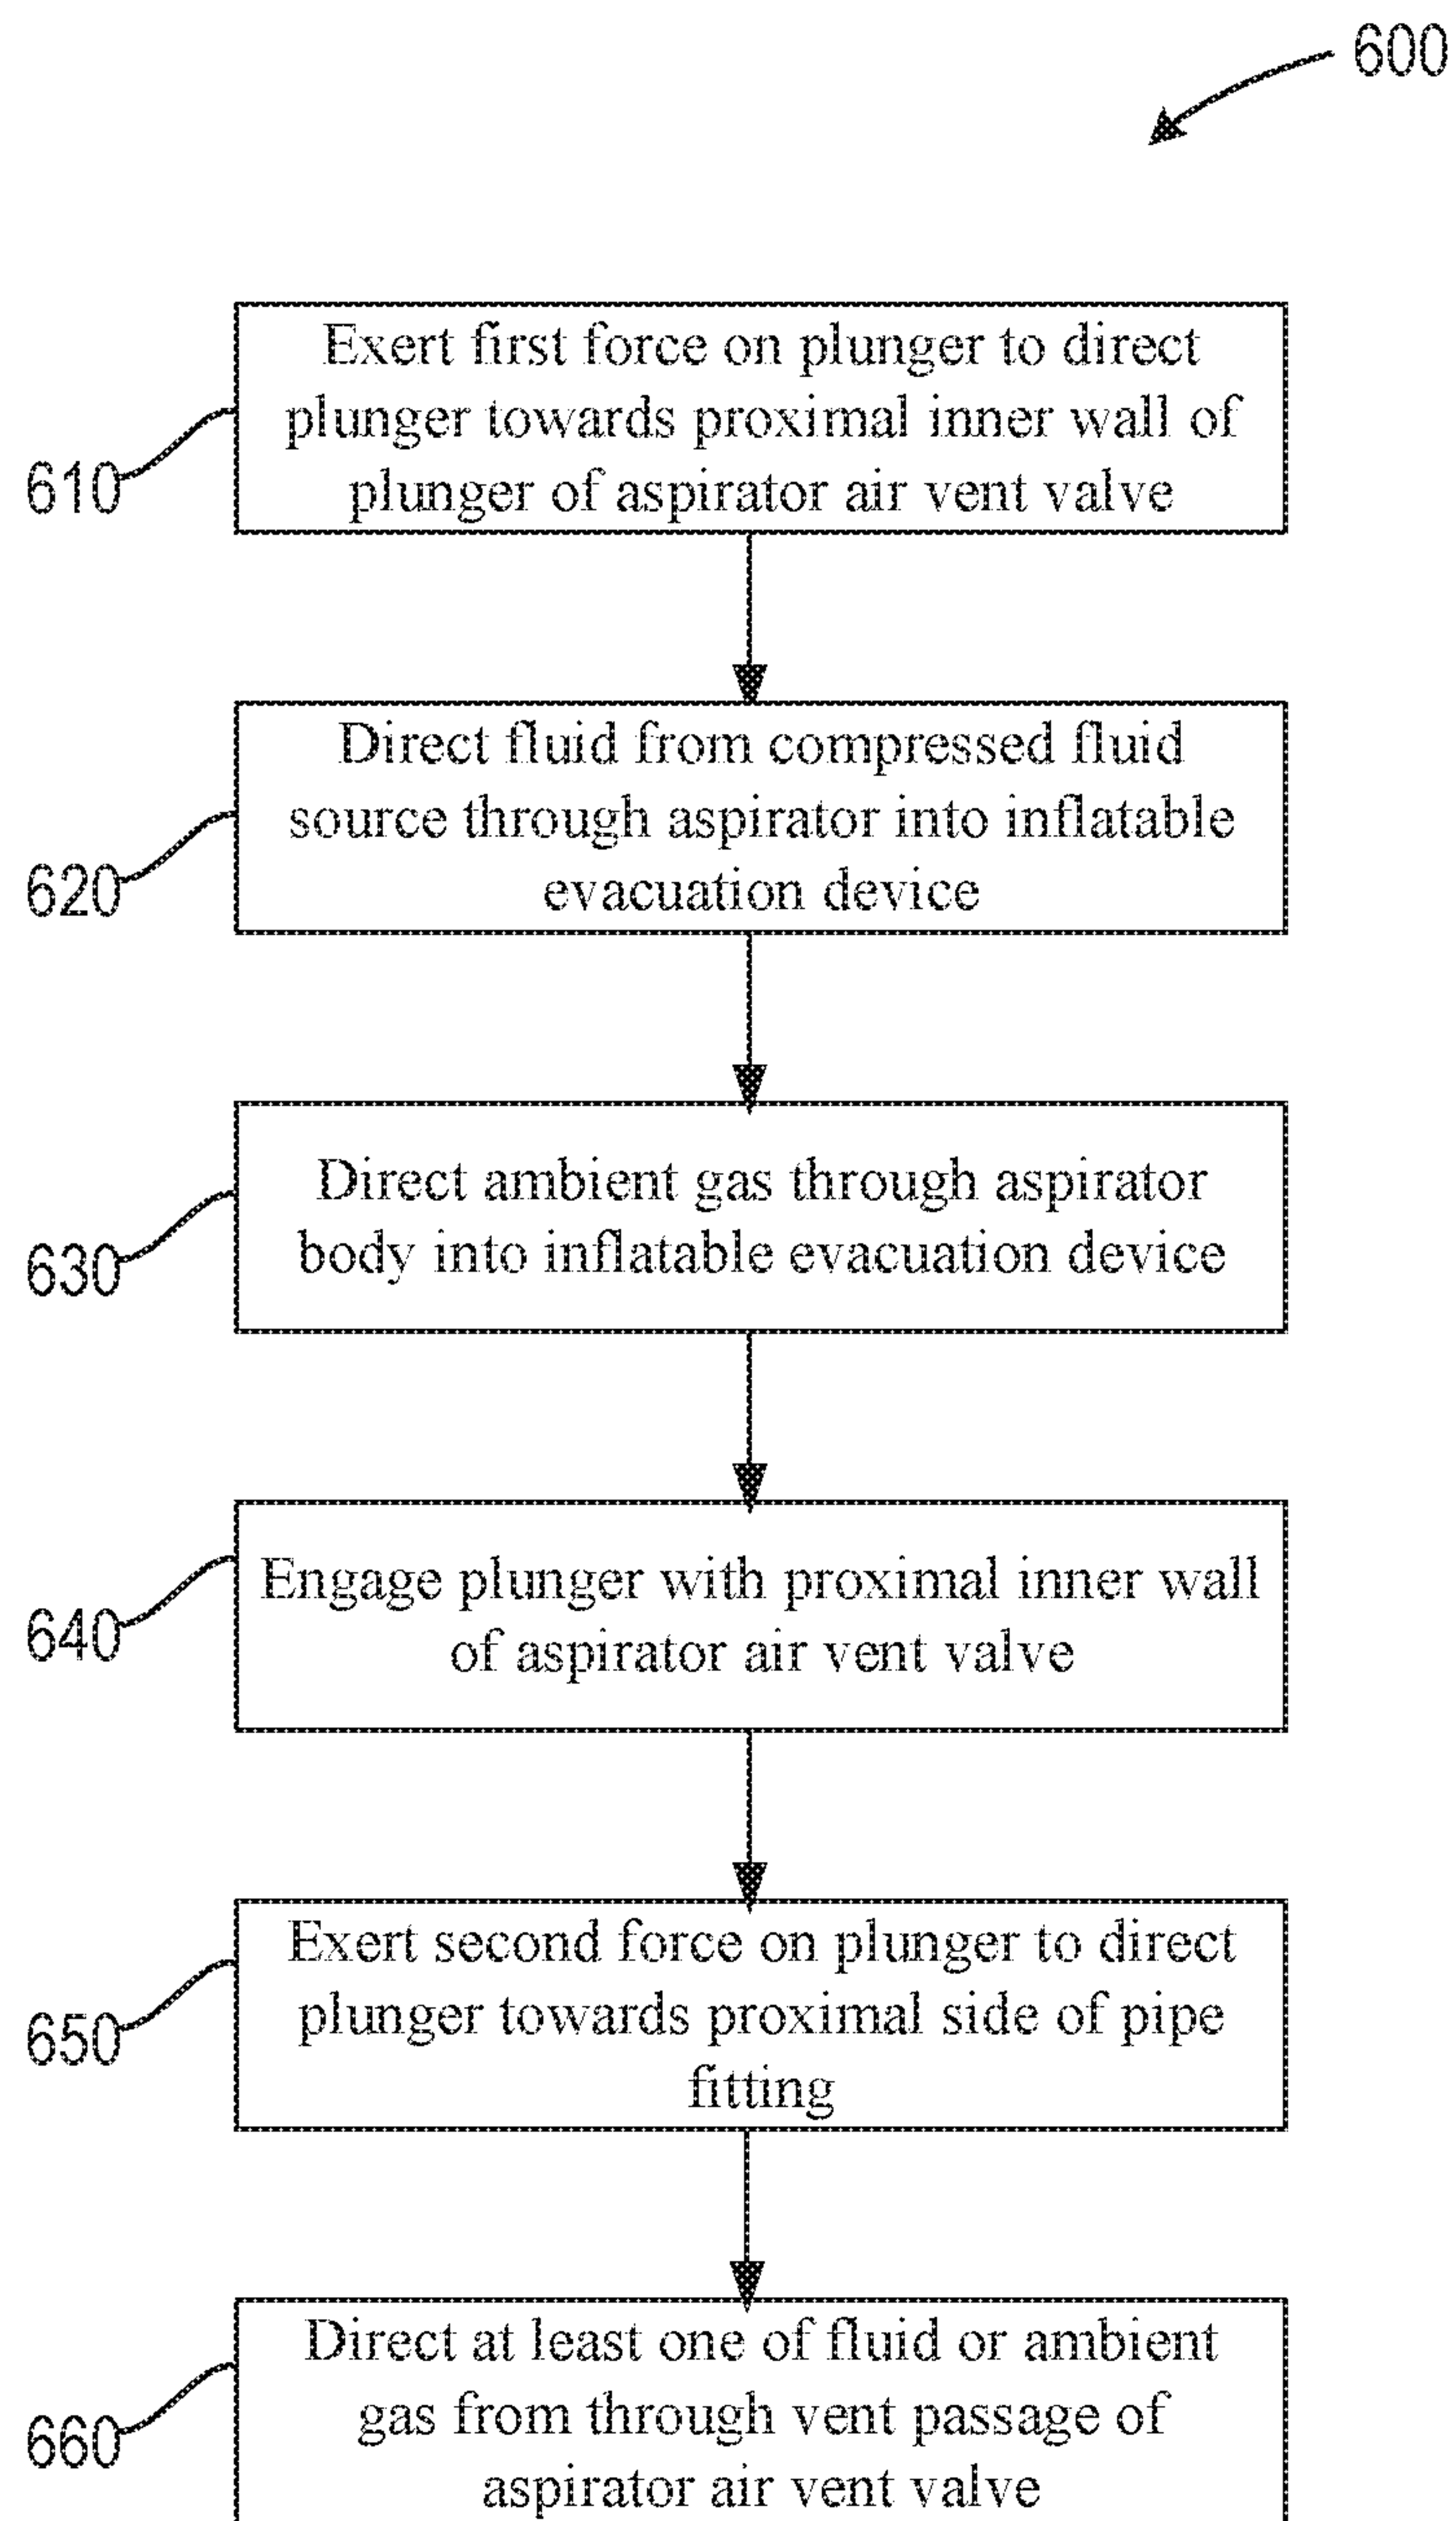 600
Exert first force on plunger to direct
plunger towards proximal inner wall of
plunger of aspirator air vent valve
610
Direct fluid from compressed fluid
source through aspirator into inflatable
evacuation device
620
Direct ambient gas through aspirator
body into inflatable evacuation device
630
Engage plunger with proximal inner wall
of aspirator air vent valve
640
Exert second force on plunger to direct
plunger towards proximal side of pipe
fitting
650
Direct at least one of fluid or ambient
gas from through vent passage of
aspirator air vent valve
660